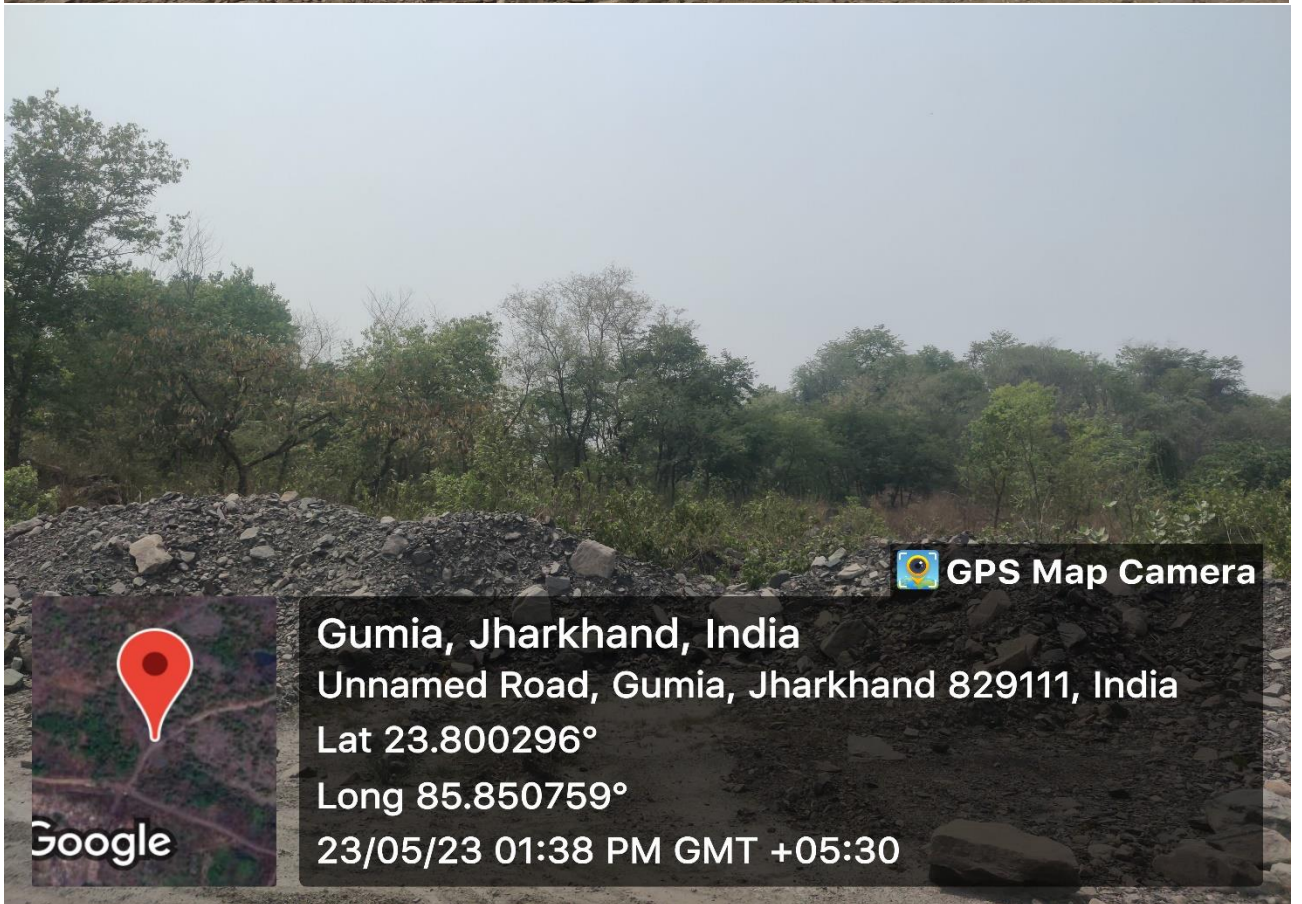 GPS Map Camera
Gumia, Jharkhand, India
Unnamed Road, Gumia, Jharkhand 829111, India
Lat 23.800296°
Long 85.850759°
23/05/23 01:38 PM GMT +05:30
Google